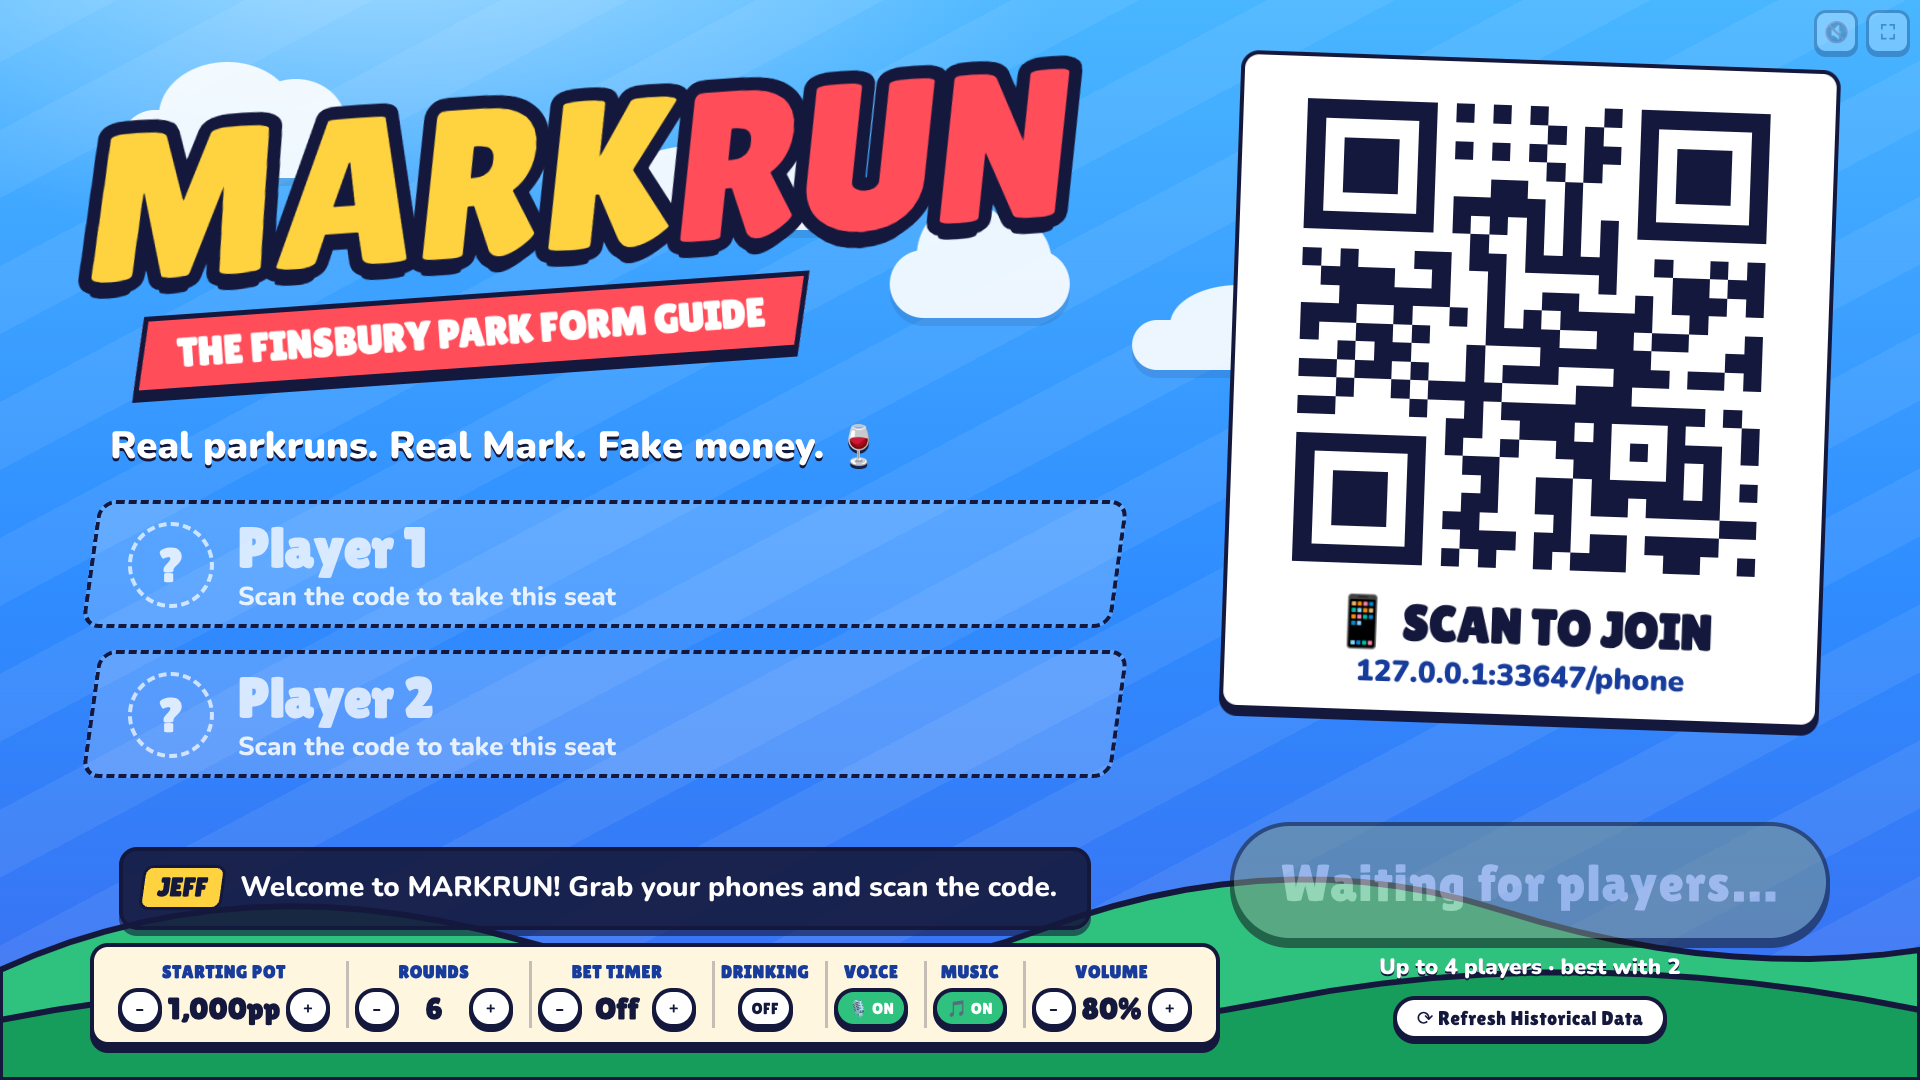 MARKRUN
THE FINSBURY PARK FORM GUIDE
Real parkruns. Real Mark. Fake money.
?
Player 1
Scan the code to take this seat
?
Player 2
Scan the code to take this seat
SCAN TO JOIN
127.0.0.1:33647/phone
JEFF Welcome to MARKRUN! Grab your phones and scan the code.
Waiting for players...
Up to 4 players · best with 2
⟳ Refresh Historical Data
STARTING POT
– 1,000pp +
ROUNDS
– 6 +
BET TIMER
– Off +
DRINKING
OFF
VOICE
ON
MUSIC
ON
VOLUME
– 80% +